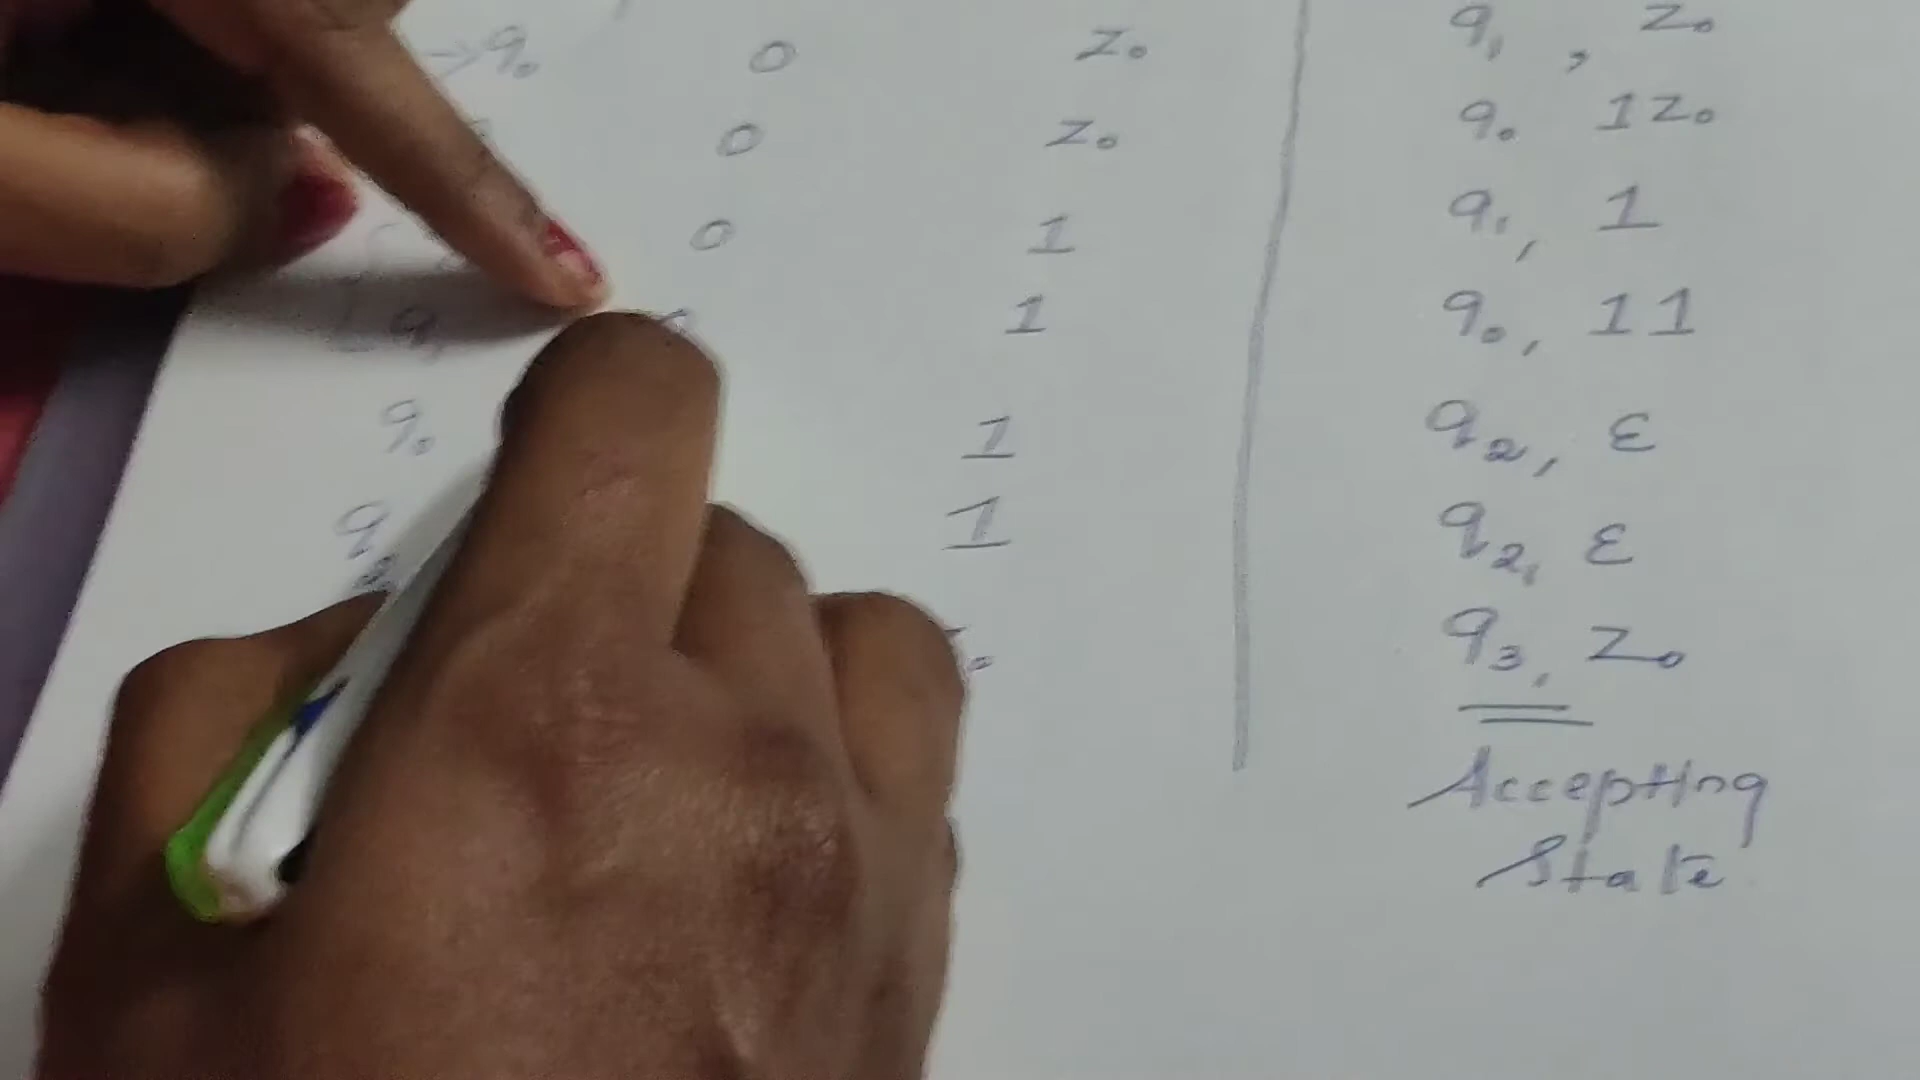 →q₀ 0 Z₀ q₁, Z₀
0 Z₀ q₀ 1Z₀
0 1 q₁, 1
q₁ 1 q₀, 11
q₀ 1 q₂, ε
q₂ 1 q₂, ε
q₃, Z₀
Accepting
State